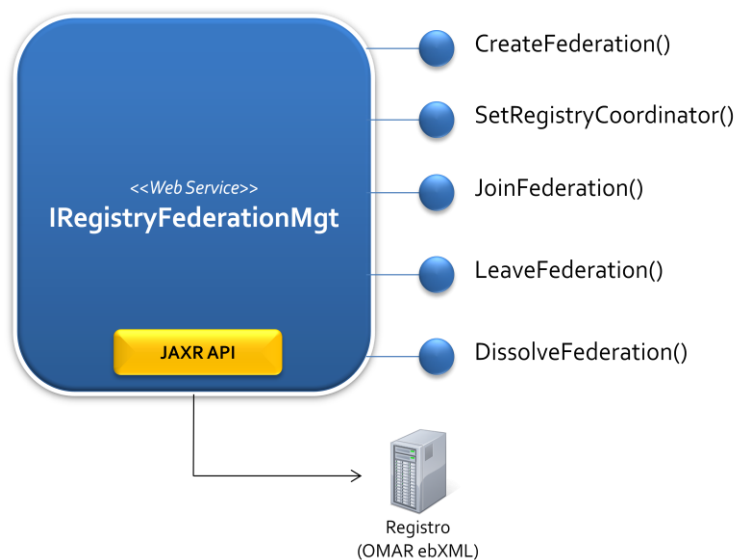 CreateFederation()
SetRegistryCoordinator()
<<Web Service>>
IRegistryFederationMgt
JoinFederation()
LeaveFederation()
JAXR API
DissolveFederation()
Registro
(OMAR ebXML)